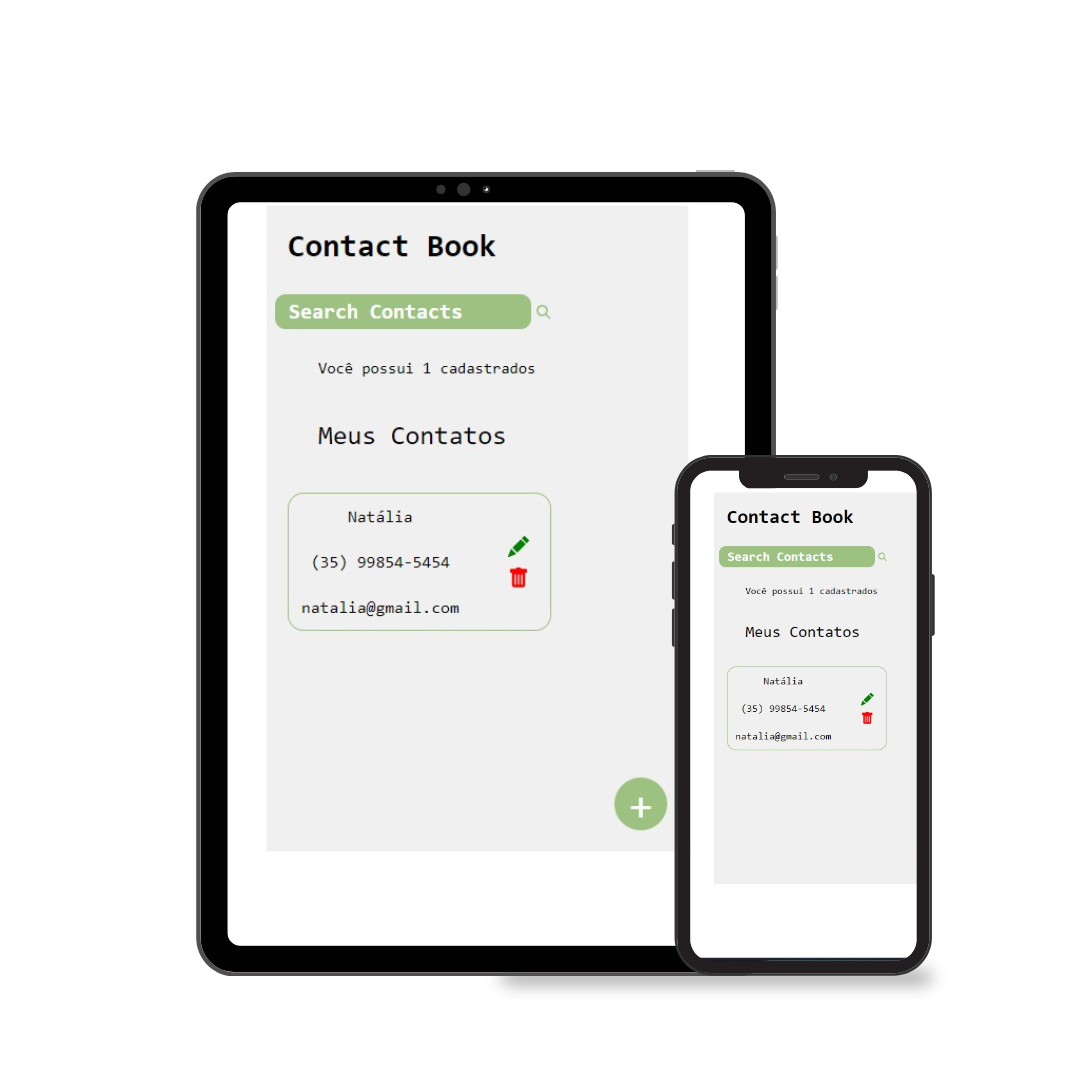 Contact Book
Search Contacts
Você possui 1 cadastrados
Meus Contatos
Natália
(35) 99854-5454
natalia@gmail.com
+
Contact Book
Search Contacts
Você possui 1 cadastrados
Meus Contatos
Natália
(35) 99854-5454
natalia@gmail.com